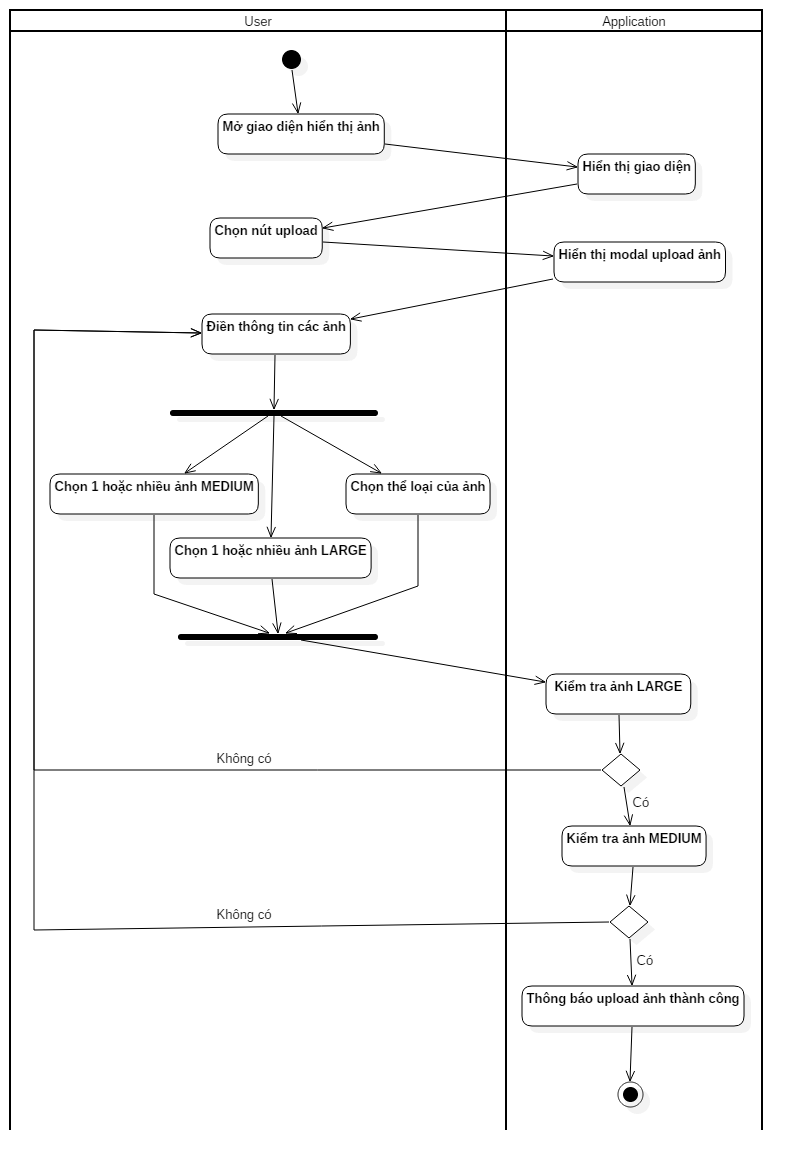 User
Application
Mở giao diện hiển thị ảnh
Hiển thị giao diện
Chọn nút upload
Hiển thị modal upload ảnh
Điền thông tin các ảnh
Chọn 1 hoặc nhiều ảnh MEDIUM
Chọn thể loại của ảnh
Chọn 1 hoặc nhiều ảnh LARGE
Kiểm tra ảnh LARGE
Không có
Có
Kiểm tra ảnh MEDIUM
Không có
Có
Thông báo upload ảnh thành công